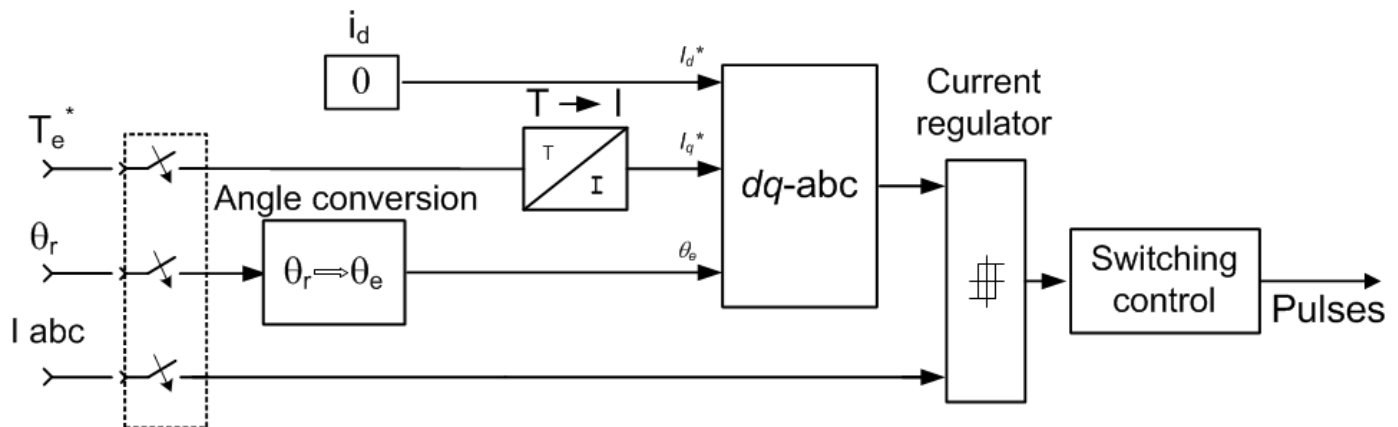 i_d
0
I_d*
T → I
Current
regulator
T_e*
T
I
I_q*
dq-abc
Angle conversion
θ_r
θ_r ⇒ θ_e
θ_e
Switching
control
Pulses
I abc